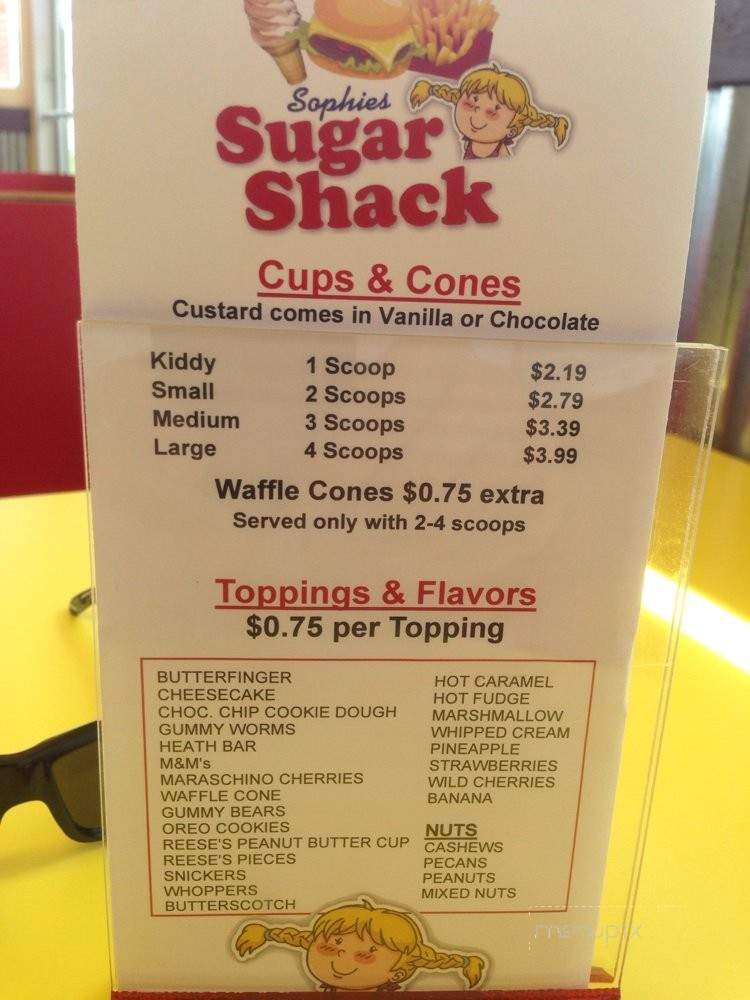 Sophies
Sugar
Shack
Cups & Cones
Custard comes in Vanilla or Chocolate
Kiddy 1 Scoop $2.19
Small 2 Scoops $2.79
Medium 3 Scoops $3.39
Large 4 Scoops $3.99
Waffle Cones $0.75 extra
Served only with 2-4 scoops
Toppings & Flavors
$0.75 per Topping
BUTTERFINGER
CHEESECAKE
CHOC. CHIP COOKIE DOUGH
GUMMY WORMS
HEATH BAR
M&M's
MARASCHINO CHERRIES
WAFFLE CONE
GUMMY BEARS
OREO COOKIES
REESE'S PEANUT BUTTER CUP
REESE'S PIECES
SNICKERS
WHOPPERS
BUTTERSCOTCH
HOT CARAMEL
HOT FUDGE
MARSHMALLOW
WHIPPED CREAM
PINEAPPLE
STRAWBERRIES
WILD CHERRIES
BANANA
NUTS
CASHEWS
PECANS
PEANUTS
MIXED NUTS
menupix